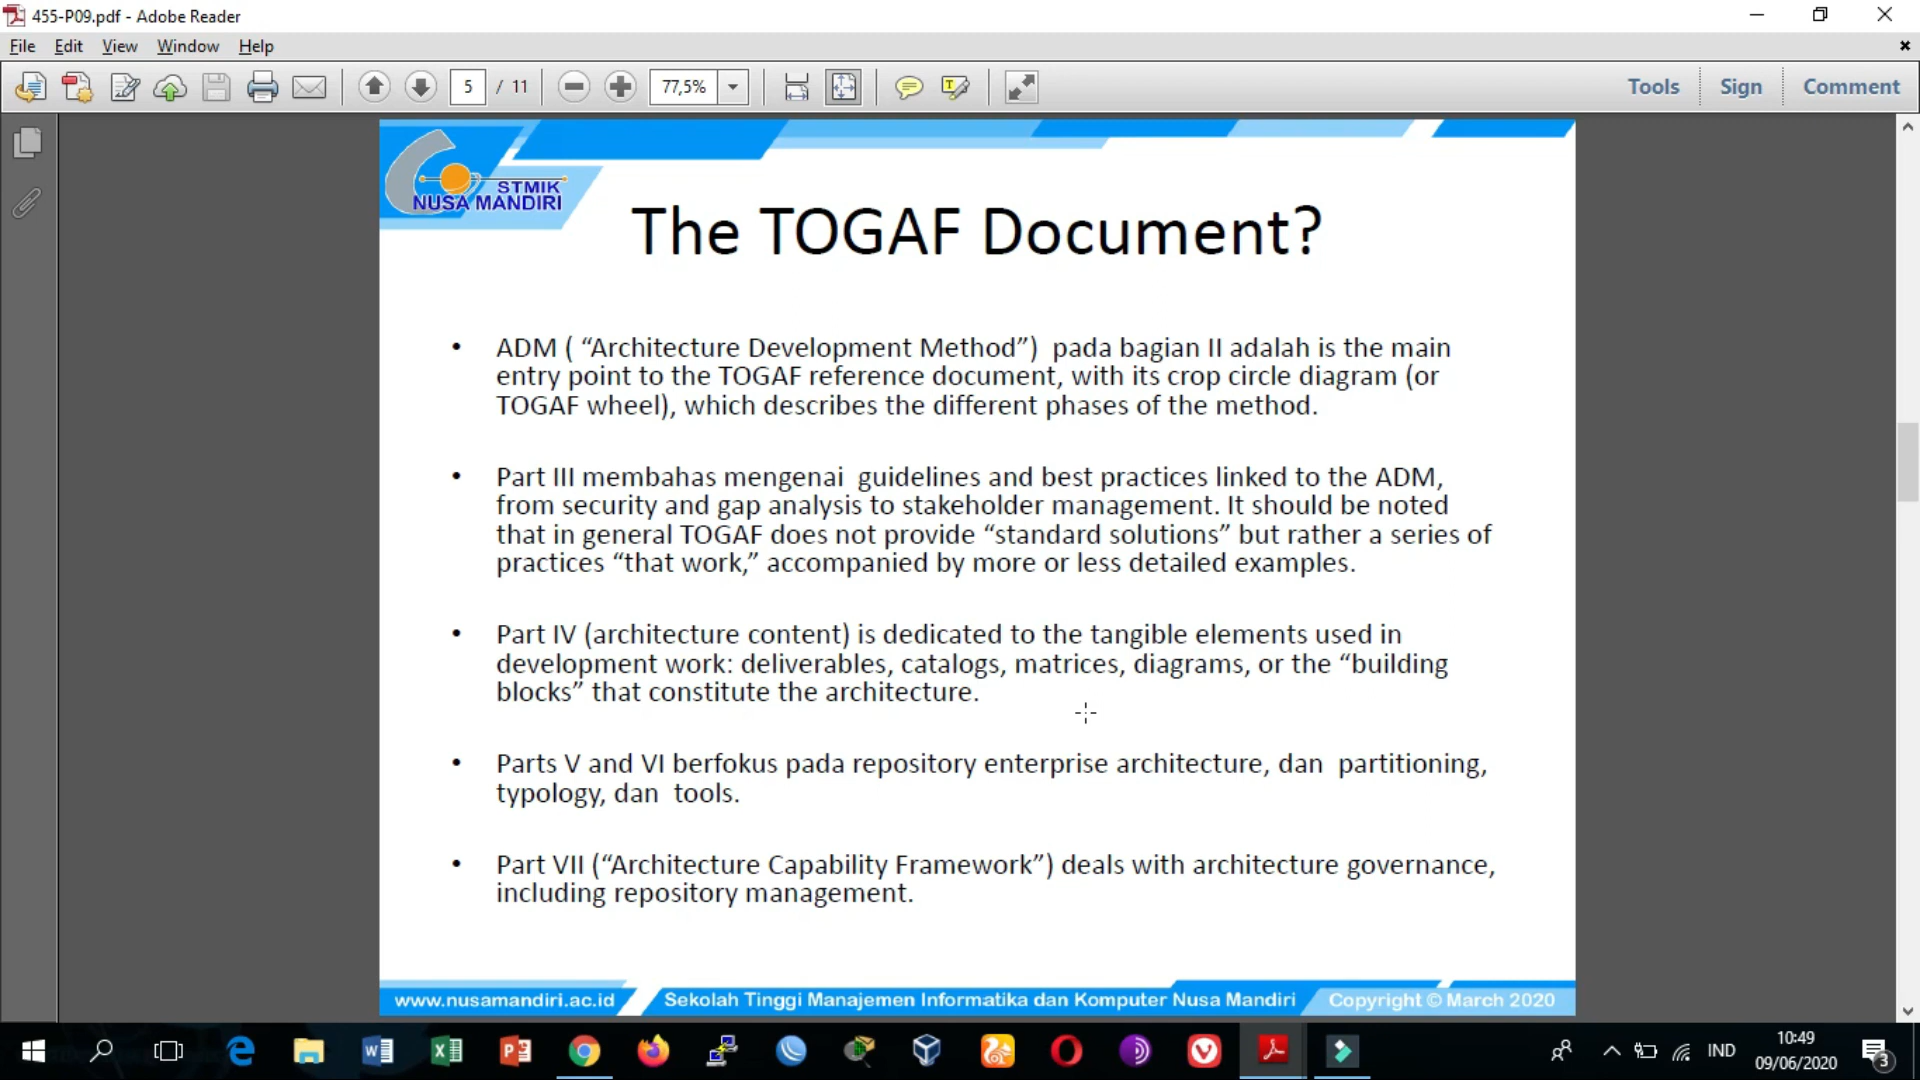 455-P09.pdf - Adobe Reader
File Edit View Window Help
5 / 11 77,5% Tools Sign Comment
STMIK
NUSA MANDIRI
The TOGAF Document?
• ADM ( “Architecture Development Method”) pada bagian II adalah is the main
entry point to the TOGAF reference document, with its crop circle diagram (or
TOGAF wheel), which describes the different phases of the method.
• Part III membahas mengenai guidelines and best practices linked to the ADM,
from security and gap analysis to stakeholder management. It should be noted
that in general TOGAF does not provide “standard solutions” but rather a series of
practices “that work,” accompanied by more or less detailed examples.
• Part IV (architecture content) is dedicated to the tangible elements used in
development work: deliverables, catalogs, matrices, diagrams, or the “building
blocks” that constitute the architecture.
• Parts V and VI berfokus pada repository enterprise architecture, dan partitioning,
typology, dan tools.
• Part VII (“Architecture Capability Framework”) deals with architecture governance,
including repository management.
www.nusamandiri.ac.id Sekolah Tinggi Manajemen Informatika dan Komputer Nusa Mandiri Copyright © March 2020
IND
10:49
09/06/2020
3